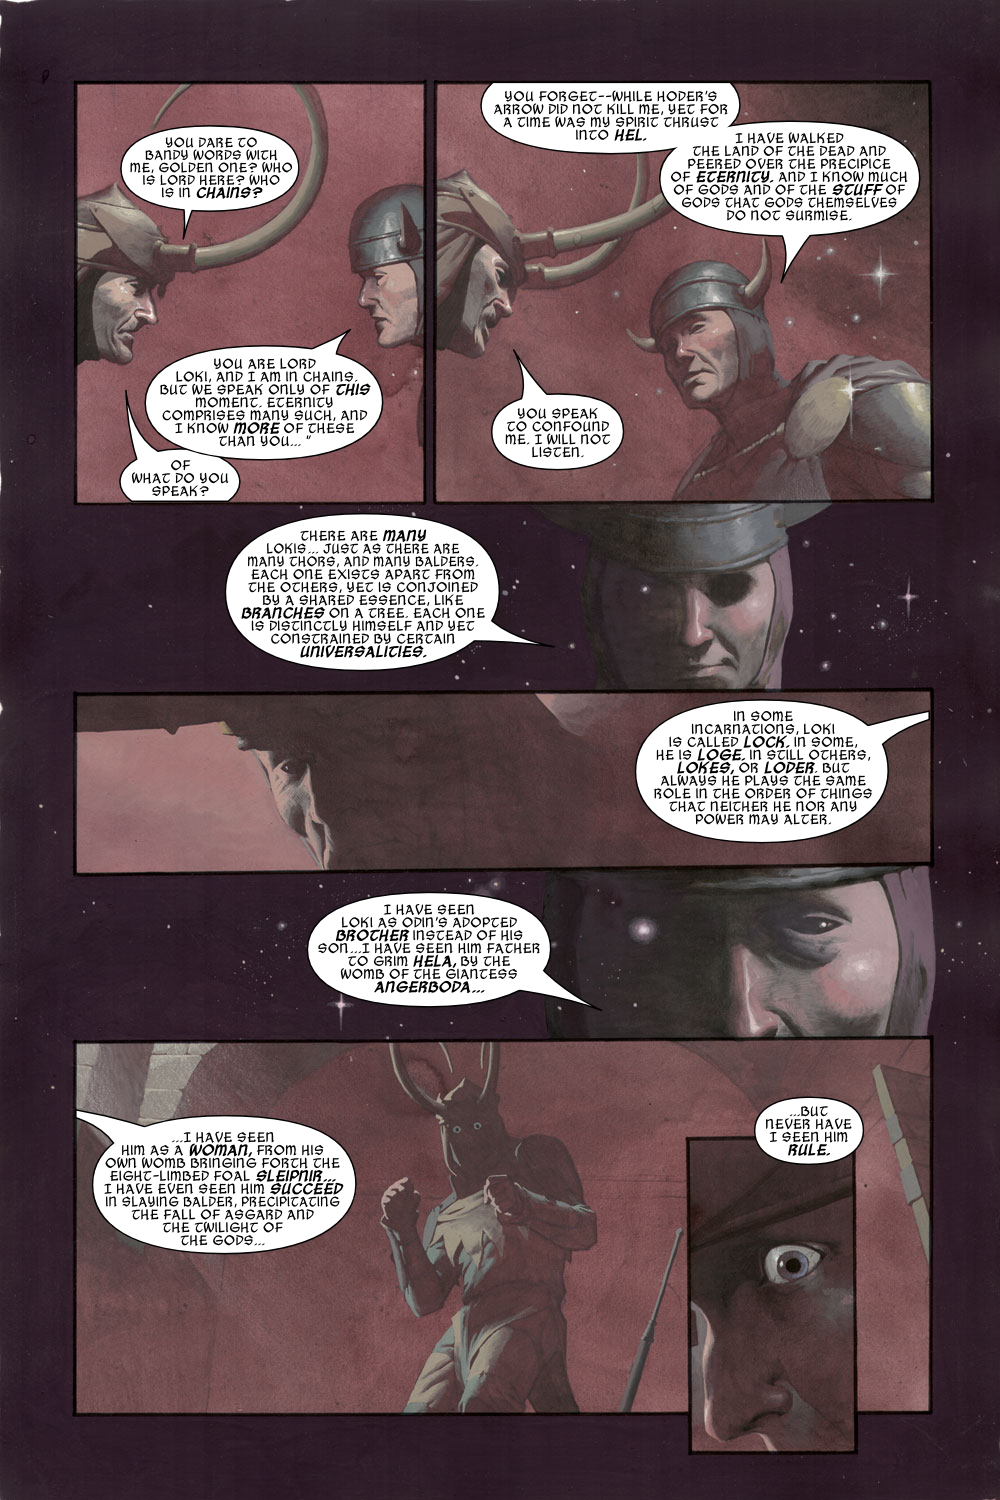 YOU DARE TO
BANDY WORDS WITH
ME, GOLDEN ONE? WHO
IS LORD HERE? WHO
IS IN CHAINS?
YOU ARE LORD
LOKI, AND I AM IN CHAINS.
BUT WE SPEAK ONLY OF THIS
MOMENT. ETERNITY
COMPRISES MANY SUCH, AND
I KNOW MORE OF THESE
THAN YOU... "
OF
WHAT DO YOU
SPEAK?
YOU FORGET--WHILE HODER'S
ARROW DID NOT KILL ME, YET FOR
A TIME WAS MY SPIRIT THRUST
INTO HEL.
I HAVE WALKED
THE LAND OF THE DEAD AND
PEERED OVER THE PRECIPICE
OF ETERNITY. AND I KNOW MUCH
OF GODS AND OF THE STUFF OF
GODS THAT GODS THEMSELVES
DO NOT SURMISE.
YOU SPEAK
TO CONFOUND
ME. I WILL NOT
LISTEN.
THERE ARE MANY
LOKIS... JUST AS THERE ARE
MANY THORS, AND MANY BALDERS.
EACH ONE EXISTS APART FROM
THE OTHERS, YET IS CONJOINED
BY A SHARED ESSENCE, LIKE
BRANCHES ON A TREE. EACH ONE
IS DISTINCTLY HIMSELF AND YET
CONSTRAINED BY CERTAIN
UNIVERSALITIES.
IN SOME
INCARNATIONS, LOKI
IS CALLED LOCK. IN SOME,
HE IS LOGE. IN STILL OTHERS,
LOKES, OR LODER. BUT
ALWAYS HE PLAYS THE SAME
ROLE IN THE ORDER OF THINGS
THAT NEITHER HE NOR ANY
POWER MAY ALTER.
I HAVE SEEN
LOKI AS ODIN'S ADOPTED
BROTHER INSTEAD OF HIS
SON...I HAVE SEEN HIM FATHER
TO GRIM HELA, BY THE
WOMB OF THE GIANTESS
ANGERBODA...
...I HAVE SEEN
HIM AS A WOMAN, FROM HIS
OWN WOMB BRINGING FORTH THE
EIGHT-LIMBED FOAL SLEIPNIR...
I HAVE EVEN SEEN HIM SUCCEED
IN SLAYING BALDER, PRECIPITATING
THE FALL OF ASGARD AND
THE TWILIGHT OF
THE GODS...
...BUT
NEVER HAVE
I SEEN HIM
RULE.